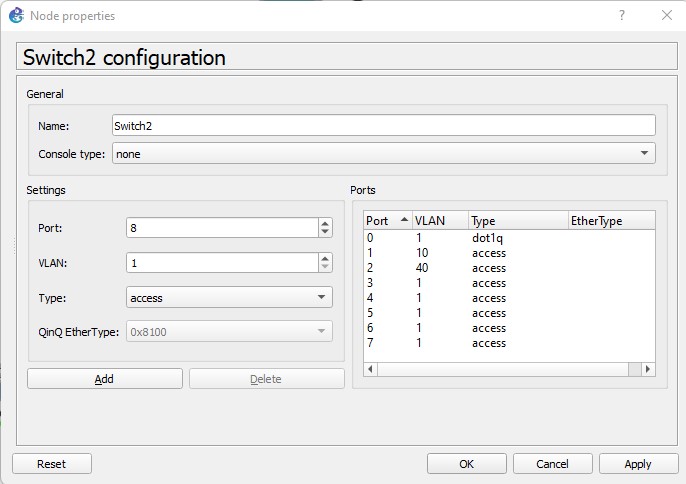 Node properties
Switch2 configuration
General
Name: Switch2
Console type: none
Settings
Port: 8
VLAN: 1
Type: access
QinQ EtherType: 0x8100
Add Delete
Ports
Port VLAN Type EtherType
0 1 dot1q
1 10 access
2 40 access
3 1 access
4 1 access
5 1 access
6 1 access
7 1 access
Reset OK Cancel Apply